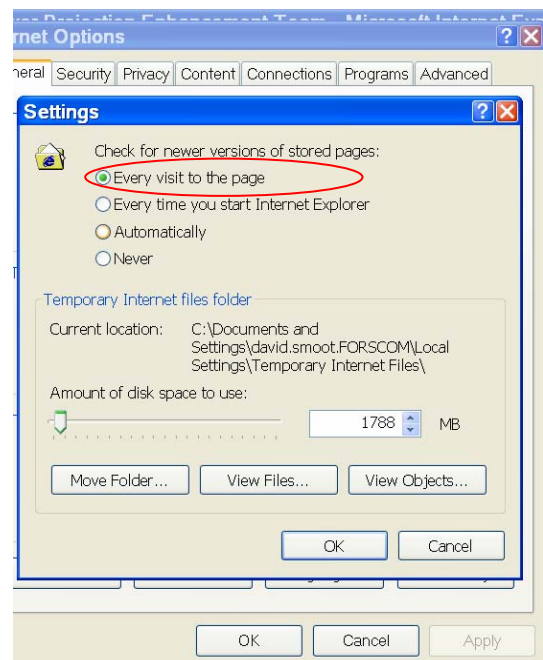 rnet Options
neral Security Privacy Content Connections Programs Advanced
Settings
Check for newer versions of stored pages:
Every visit to the page
Every time you start Internet Explorer
Automatically
Never
Temporary Internet files folder
Current location: C:\Documents and
Settings\david.smoot.FORSCOM\Local
Settings\Temporary Internet Files\
Amount of disk space to use:
1788 MB
Move Folder... View Files... View Objects...
OK Cancel
OK Cancel Apply